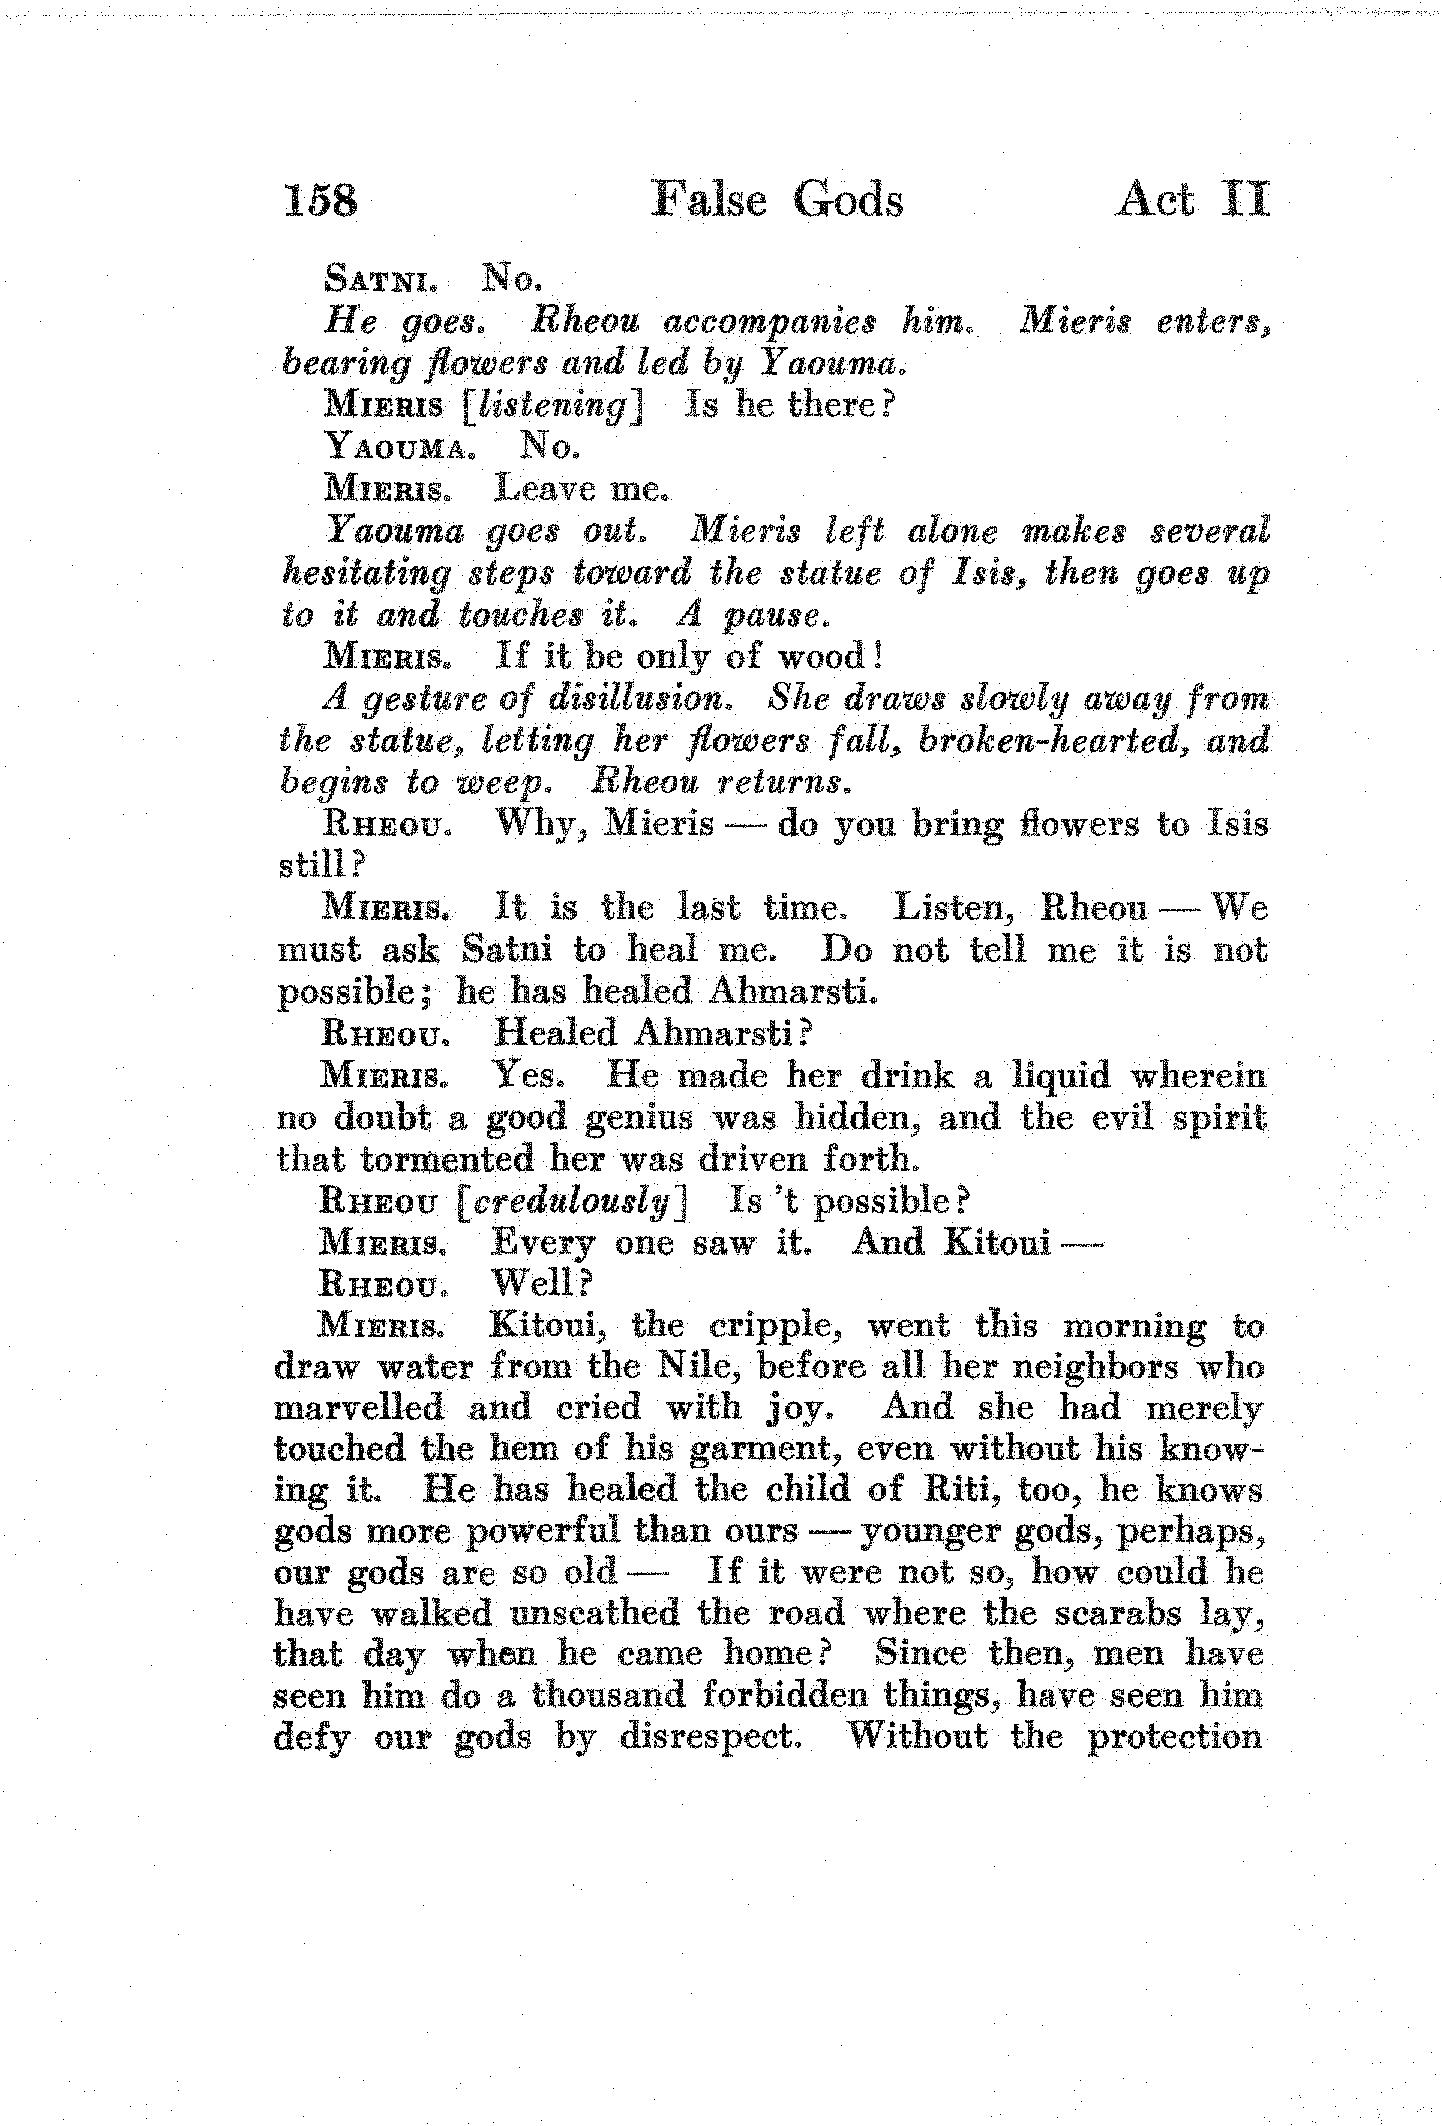 158 False Gods Act II
SATNI. No.
He goes. Rheou accompanies him. Mieris enters,
bearing flowers and led by Yaouma.
MIERIS [listening] Is he there?
YAOUMA. No.
MIERIS. Leave me.
Yaouma goes out. Mieris left alone makes several
hesitating steps toward the statue of Isis, then goes up
to it and touches it. A pause.
MIERIS. If it be only of wood!
A gesture of disillusion. She draws slowly away from
the statue, letting her flowers fall, broken-hearted, and
begins to weep. Rheou returns.
RHEOU. Why, Mieris — do you bring flowers to Isis
still?
MIERIS. It is the last time. Listen, Rheou — We
must ask Satni to heal me. Do not tell me it is not
possible; he has healed Ahmarsti.
RHEOU. Healed Ahmarsti?
MIERIS. Yes. He made her drink a liquid wherein
no doubt a good genius was hidden, and the evil spirit
that tormented her was driven forth.
RHEOU [credulously] Is 't possible?
MIERIS. Every one saw it. And Kitoui —
RHEOU. Well?
MIERIS. Kitoui, the cripple, went this morning to
draw water from the Nile, before all her neighbors who
marvelled and cried with joy. And she had merely
touched the hem of his garment, even without his know-
ing it. He has healed the child of Riti, too, he knows
gods more powerful than ours — younger gods, perhaps,
our gods are so old — If it were not so, how could he
have walked unscathed the road where the scarabs lay,
that day when he came home? Since then, men have
seen him do a thousand forbidden things, have seen him
defy our gods by disrespect. Without the protection